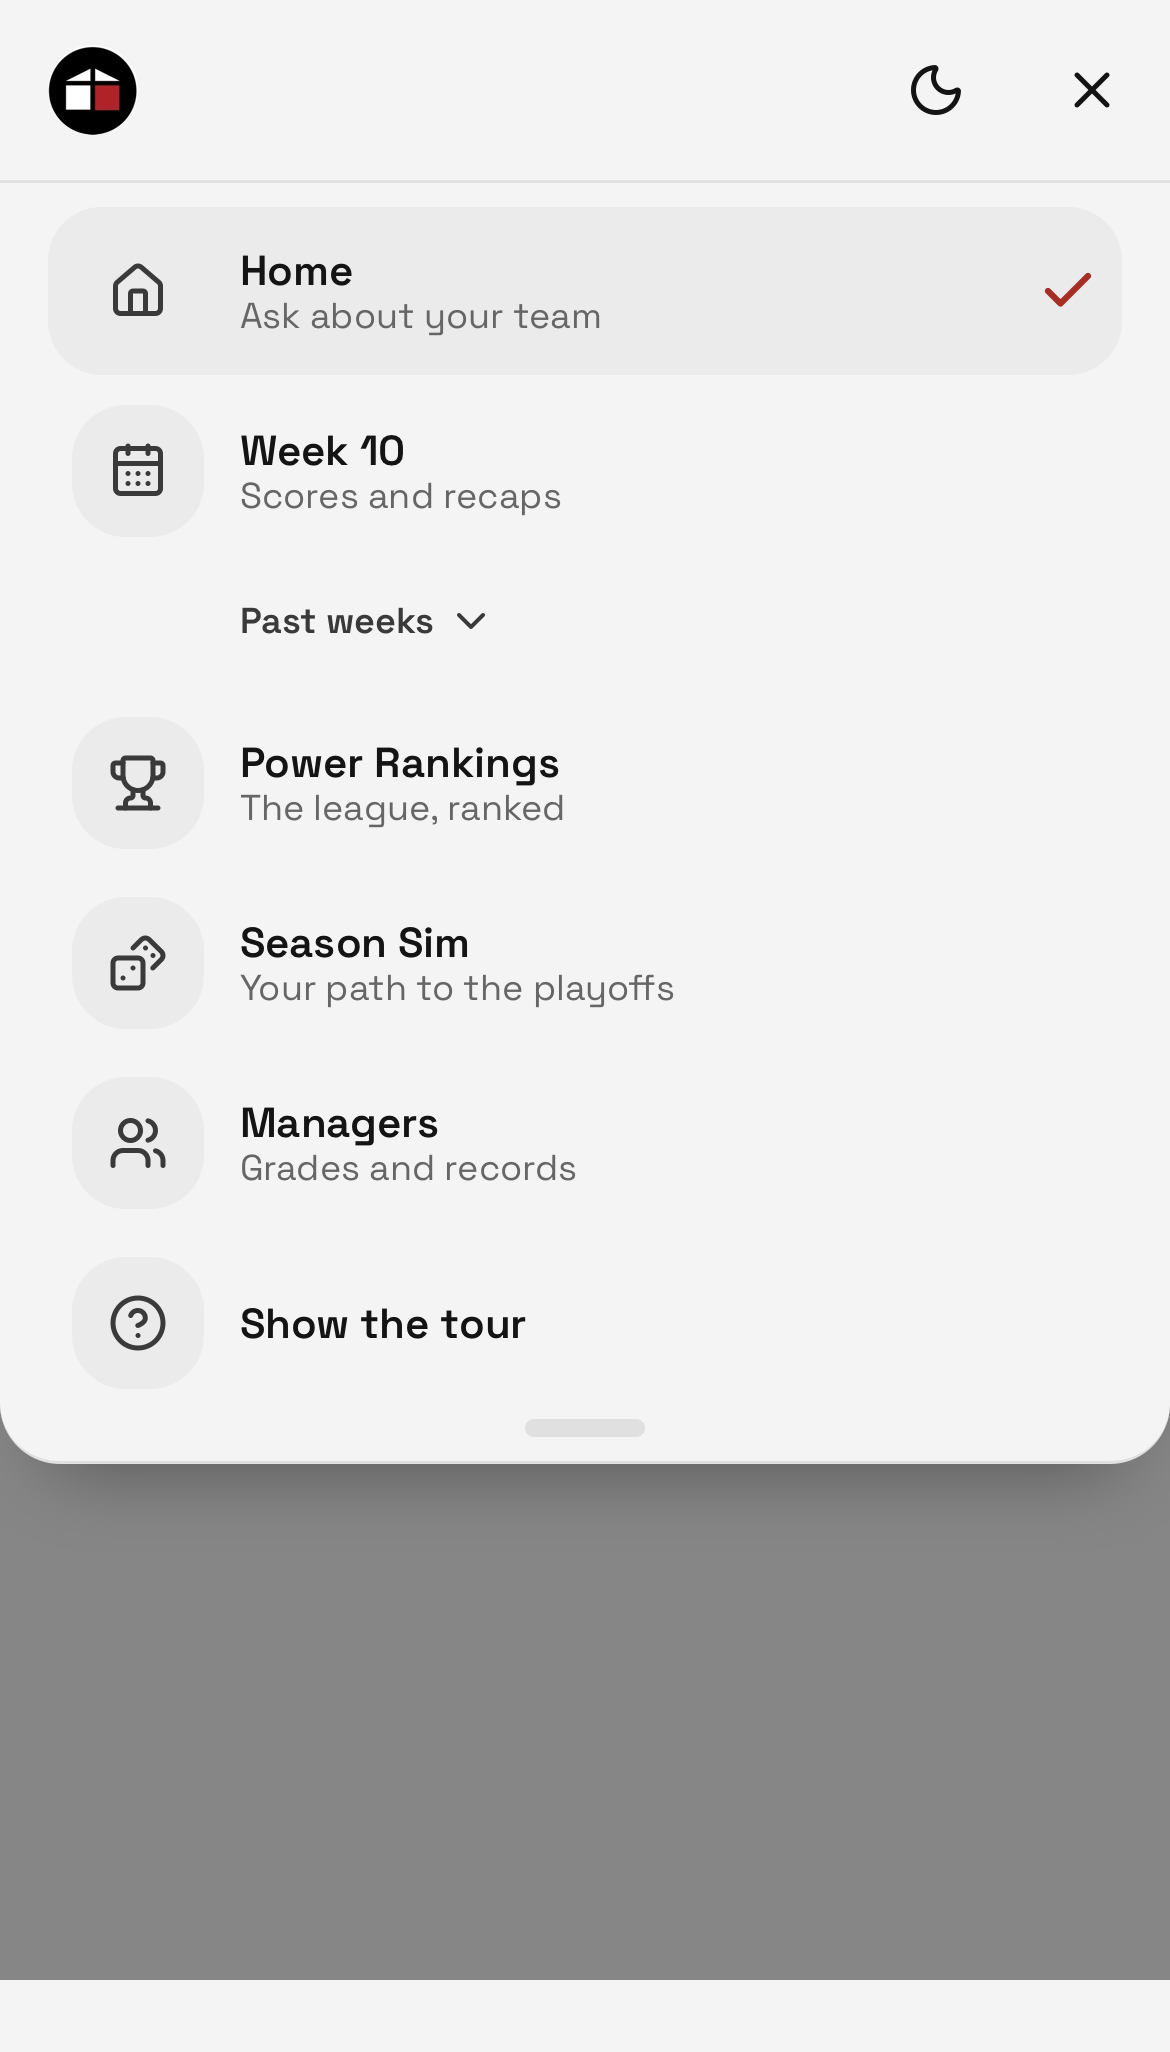 Home
Ask about your team
Week 10
Scores and recaps
Past weeks
Power Rankings
The league, ranked
Season Sim
Your path to the playoffs
Managers
Grades and records
Show the tour